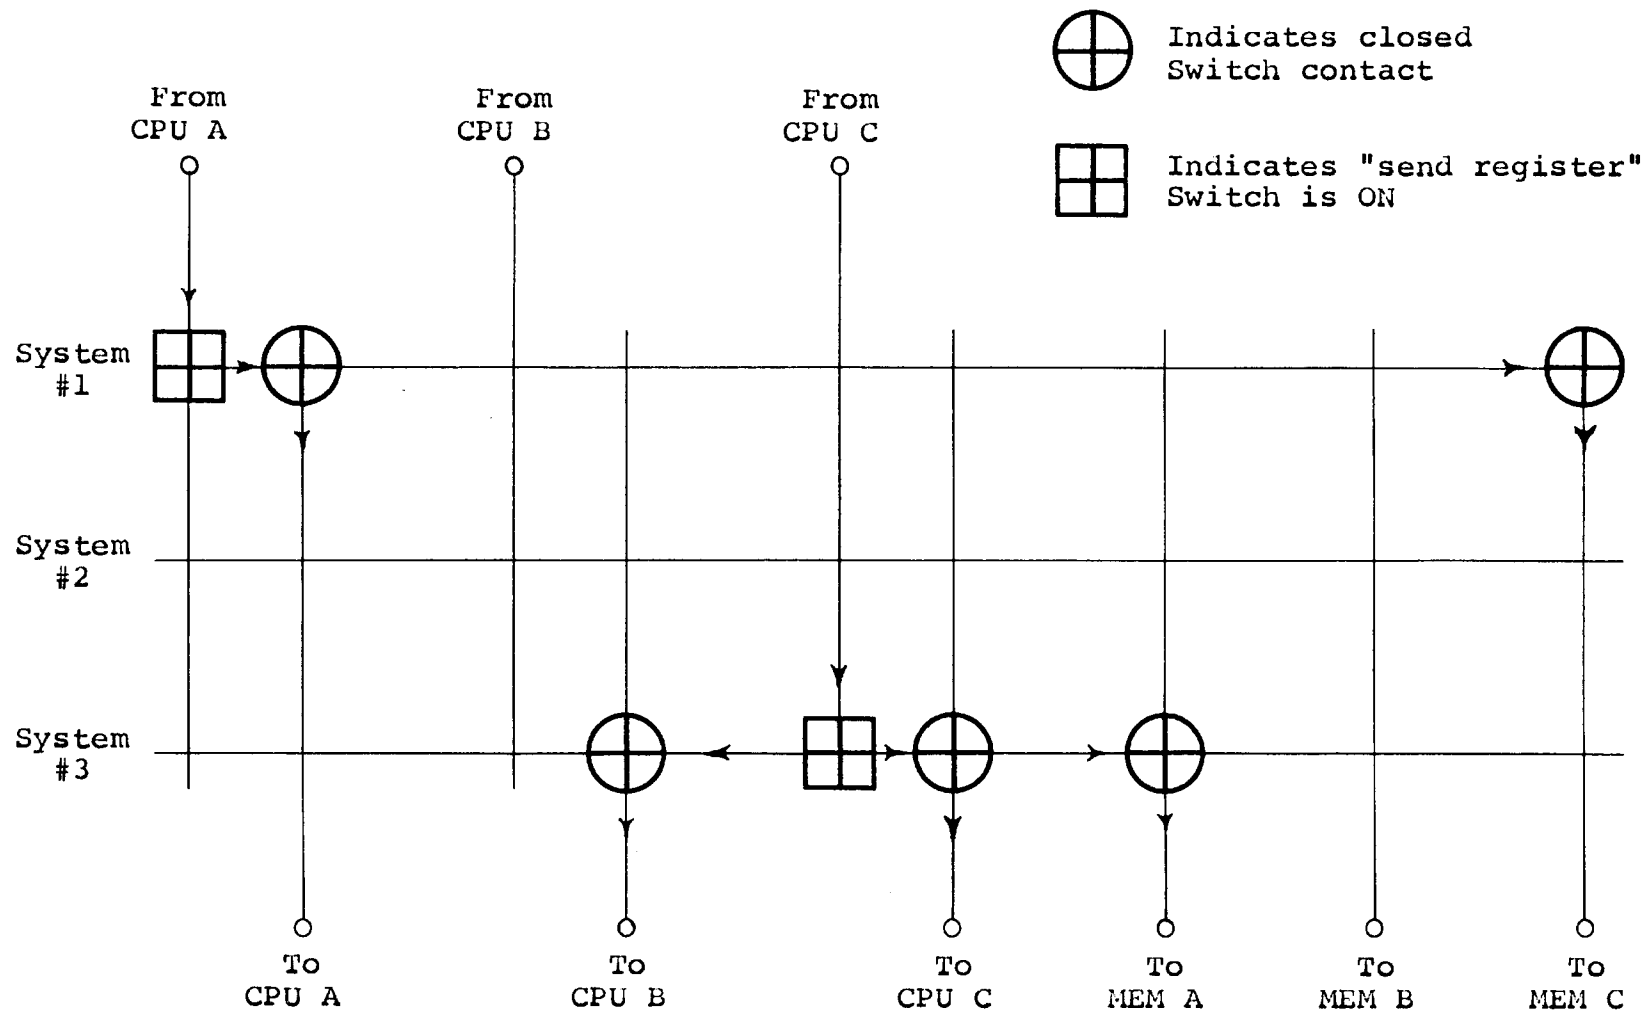 Indicates closed
Switch contact
From
CPU A
From
CPU B
From
CPU C
Indicates "send register"
Switch is ON
System
#1
System
#2
System
#3
To
CPU A
To
CPU B
To
CPU C
To
MEM A
To
MEM B
To
MEM C